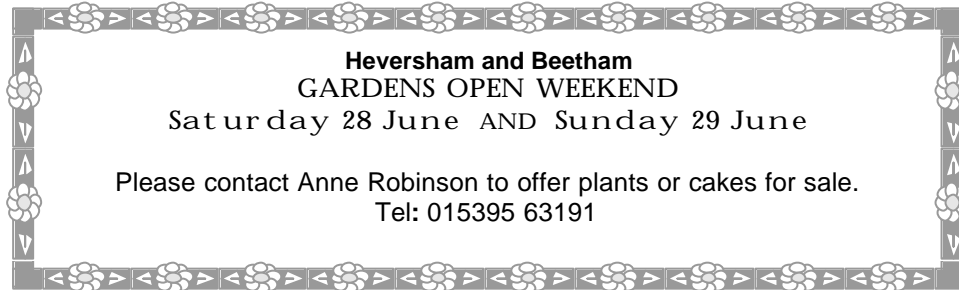 Heversham and Beetham
GARDENS OPEN WEEKEND
Saturday 28 June AND Sunday 29 June
Please contact Anne Robinson to offer plants or cakes for sale.
Tel: 015395 63191